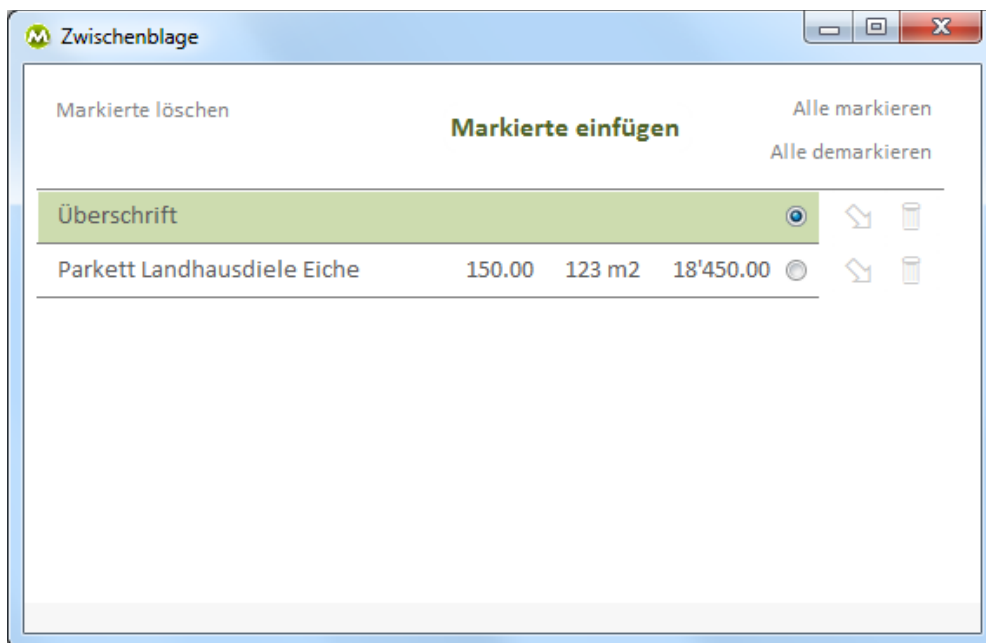 Zwischenblage
Markierte löschen
Markierte einfügen
Alle markieren
Alle demarkieren
Überschrift
Parkett Landhausdiele Eiche 150.00 123 m2 18'450.00